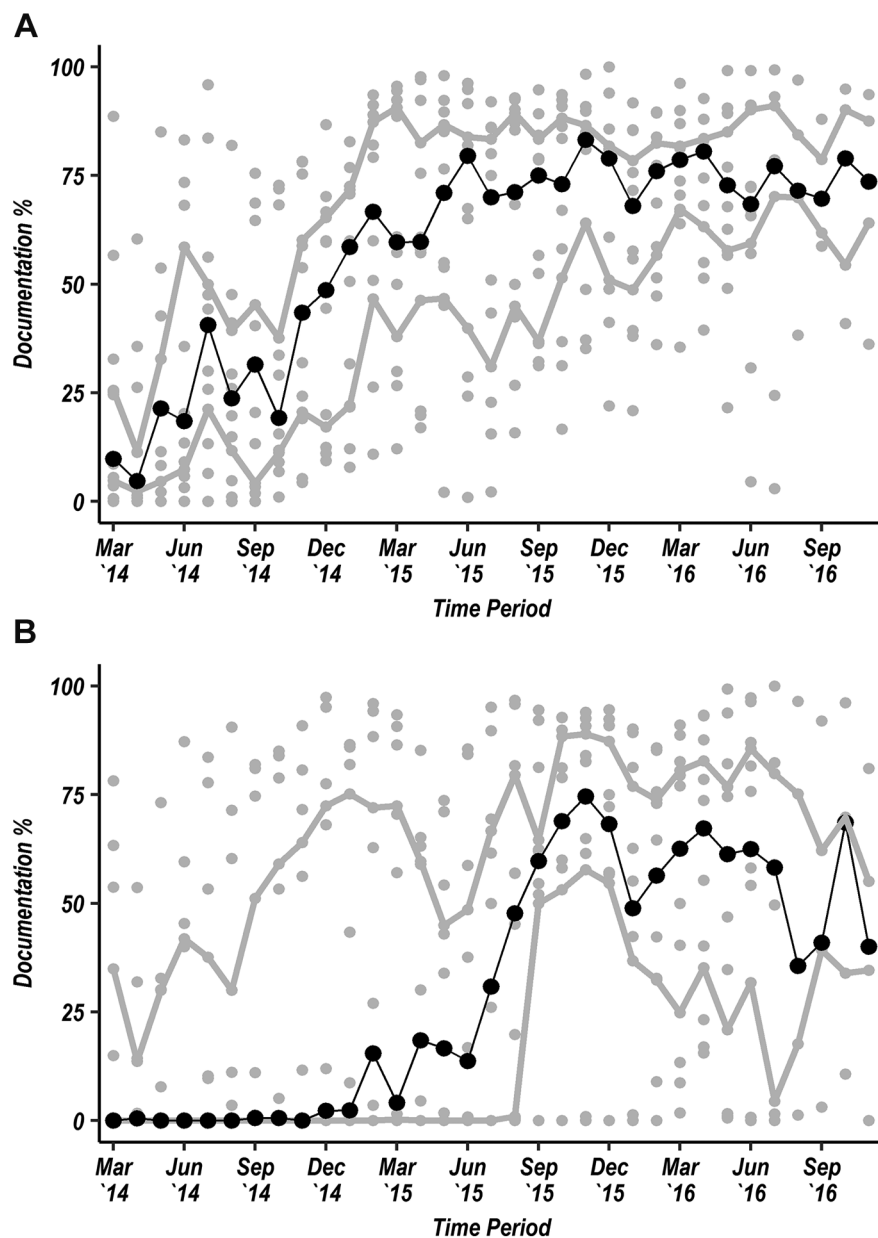 A
100
75
50
25
0
Documentation %
Mar Jun Sep Dec Mar Jun Sep Dec Mar Jun Sep
`14 `14 `14 `14 `15 `15 `15 `15 `16 `16 `16
Time Period
B
100
75
50
25
0
Documentation %
Mar Jun Sep Dec Mar Jun Sep Dec Mar Jun Sep
`14 `14 `14 `14 `15 `15 `15 `15 `16 `16 `16
Time Period